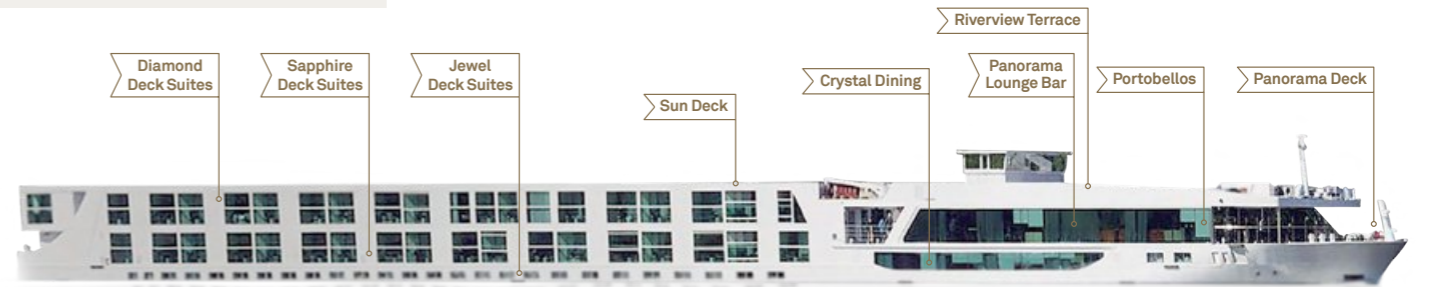 Diamond
Deck Suites
Sapphire
Deck Suites
Jewel
Deck Suites
Sun Deck
Crystal Dining
Riverview Terrace
Panorama
Lounge Bar
Portobellos
Panorama Deck